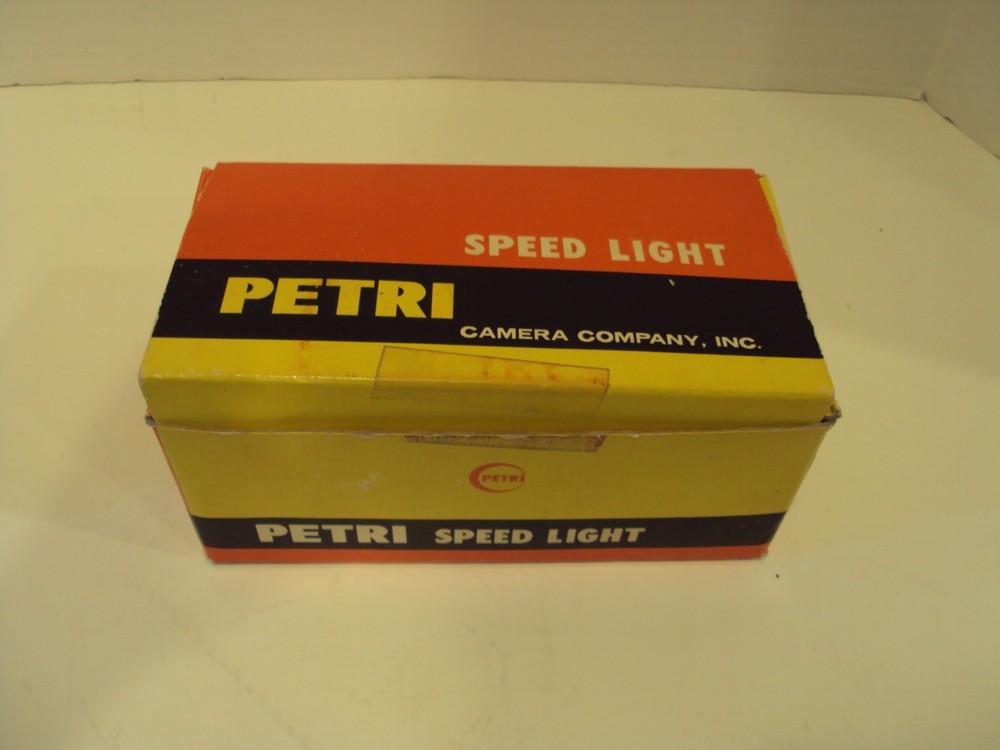 SPEED LIGHT
PETRI
CAMERA COMPANY, INC.
PETRI
PETRI SPEED LIGHT